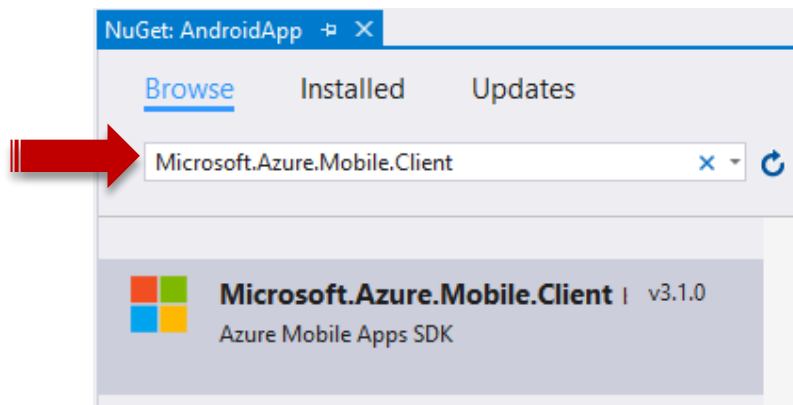 NuGet: AndroidApp
Browse Installed Updates
Microsoft.Azure.Mobile.Client
Microsoft.Azure.Mobile.Client v3.1.0
Azure Mobile Apps SDK